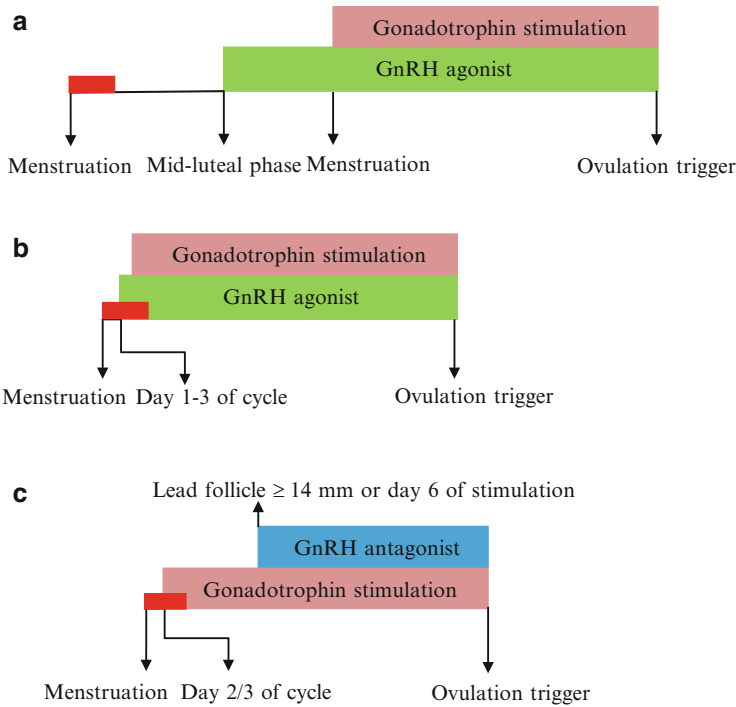 a
Gonadotrophin stimulation
GnRH agonist
Menstruation Mid-luteal phase Menstruation Ovulation trigger
b
Gonadotrophin stimulation
GnRH agonist
Menstruation Day 1-3 of cycle Ovulation trigger
c
Lead follicle ≥ 14 mm or day 6 of stimulation
GnRH antagonist
Gonadotrophin stimulation
Menstruation Day 2/3 of cycle Ovulation trigger